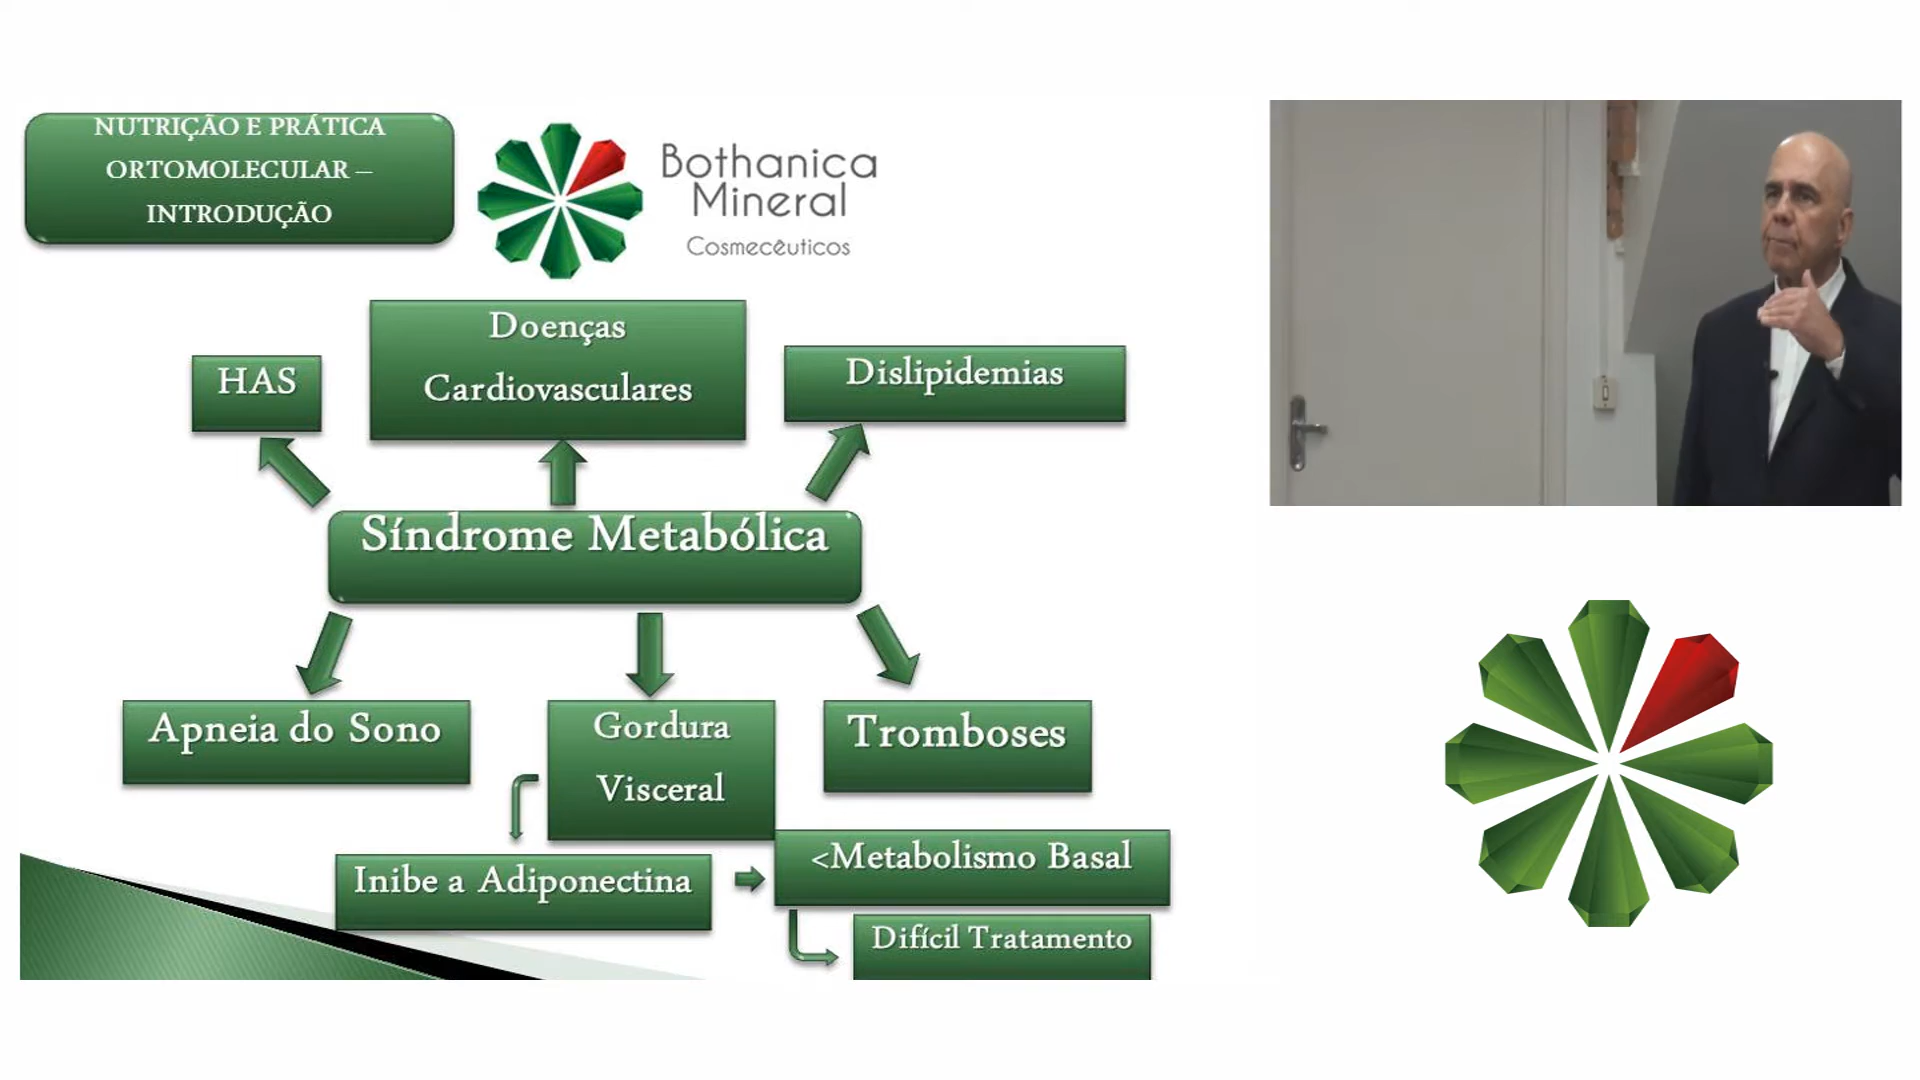 NUTRIÇÃO E PRÁTICA
ORTOMOLECULAR –
INTRODUÇÃO
Bothanica
Mineral
Cosmecêuticos
Doenças
Cardiovasculares
HAS
Dislipidemias
Síndrome Metabólica
Apneia do Sono
Gordura
Visceral
Tromboses
Inibe a Adiponectina
<Metabolismo Basal
Difícil Tratamento